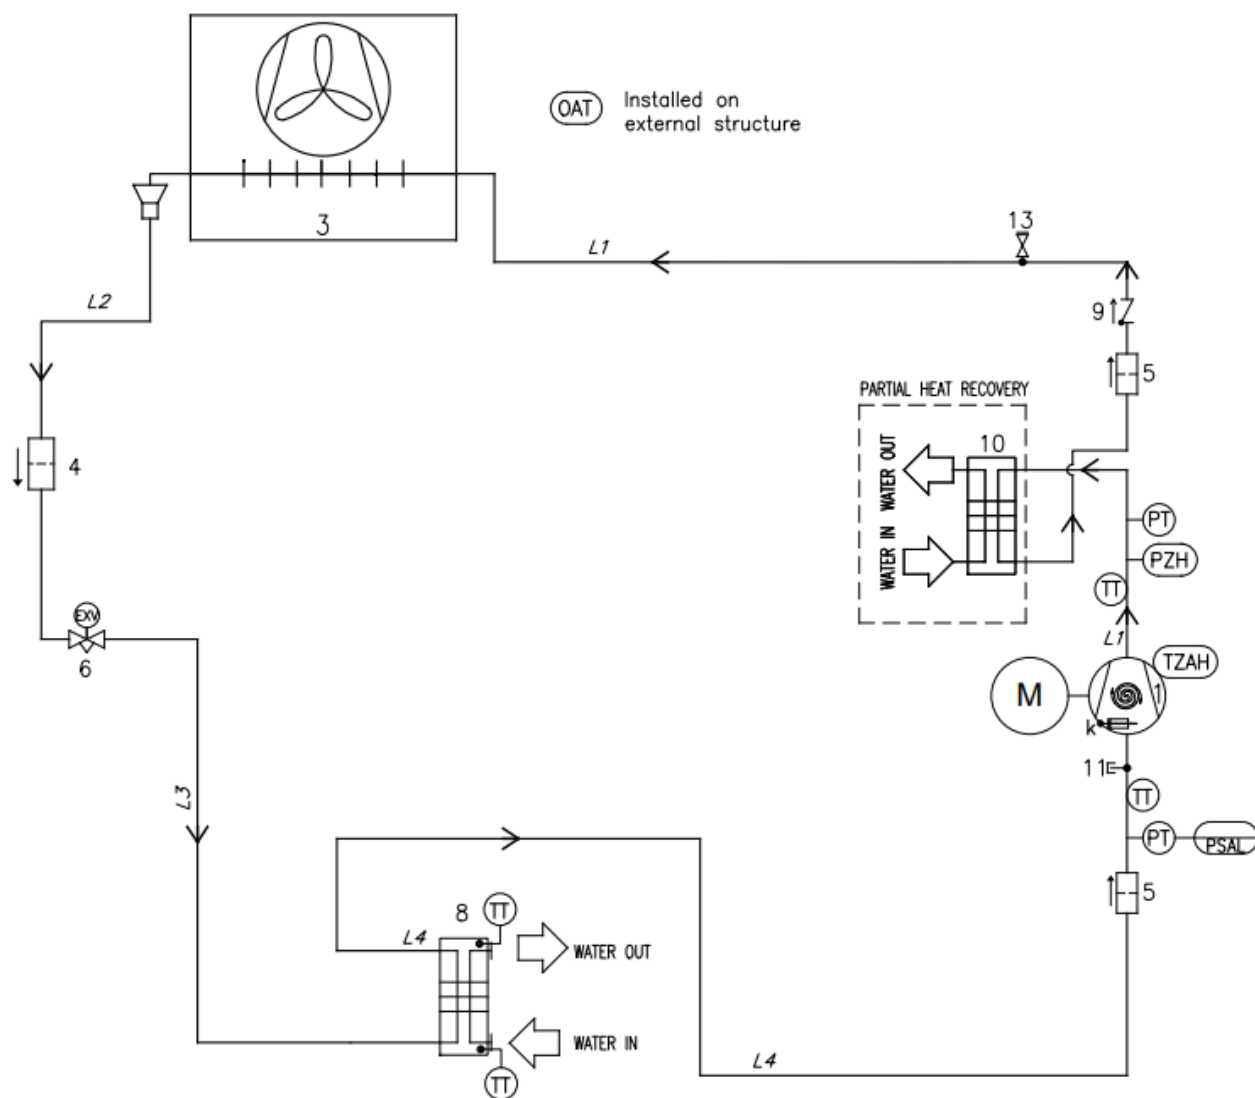 OAT
Installed on
external structure
3
13
L1
9
L2
5
PARTIAL HEAT RECOVERY
10
WATER OUT
WATER IN
4
PT
PZH
TT
L1
EXV
6
TZAH
M
1
k
11
TT
L3
PT
PSAL
5
8
TT
L4
WATER OUT
WATER IN
TT
L4